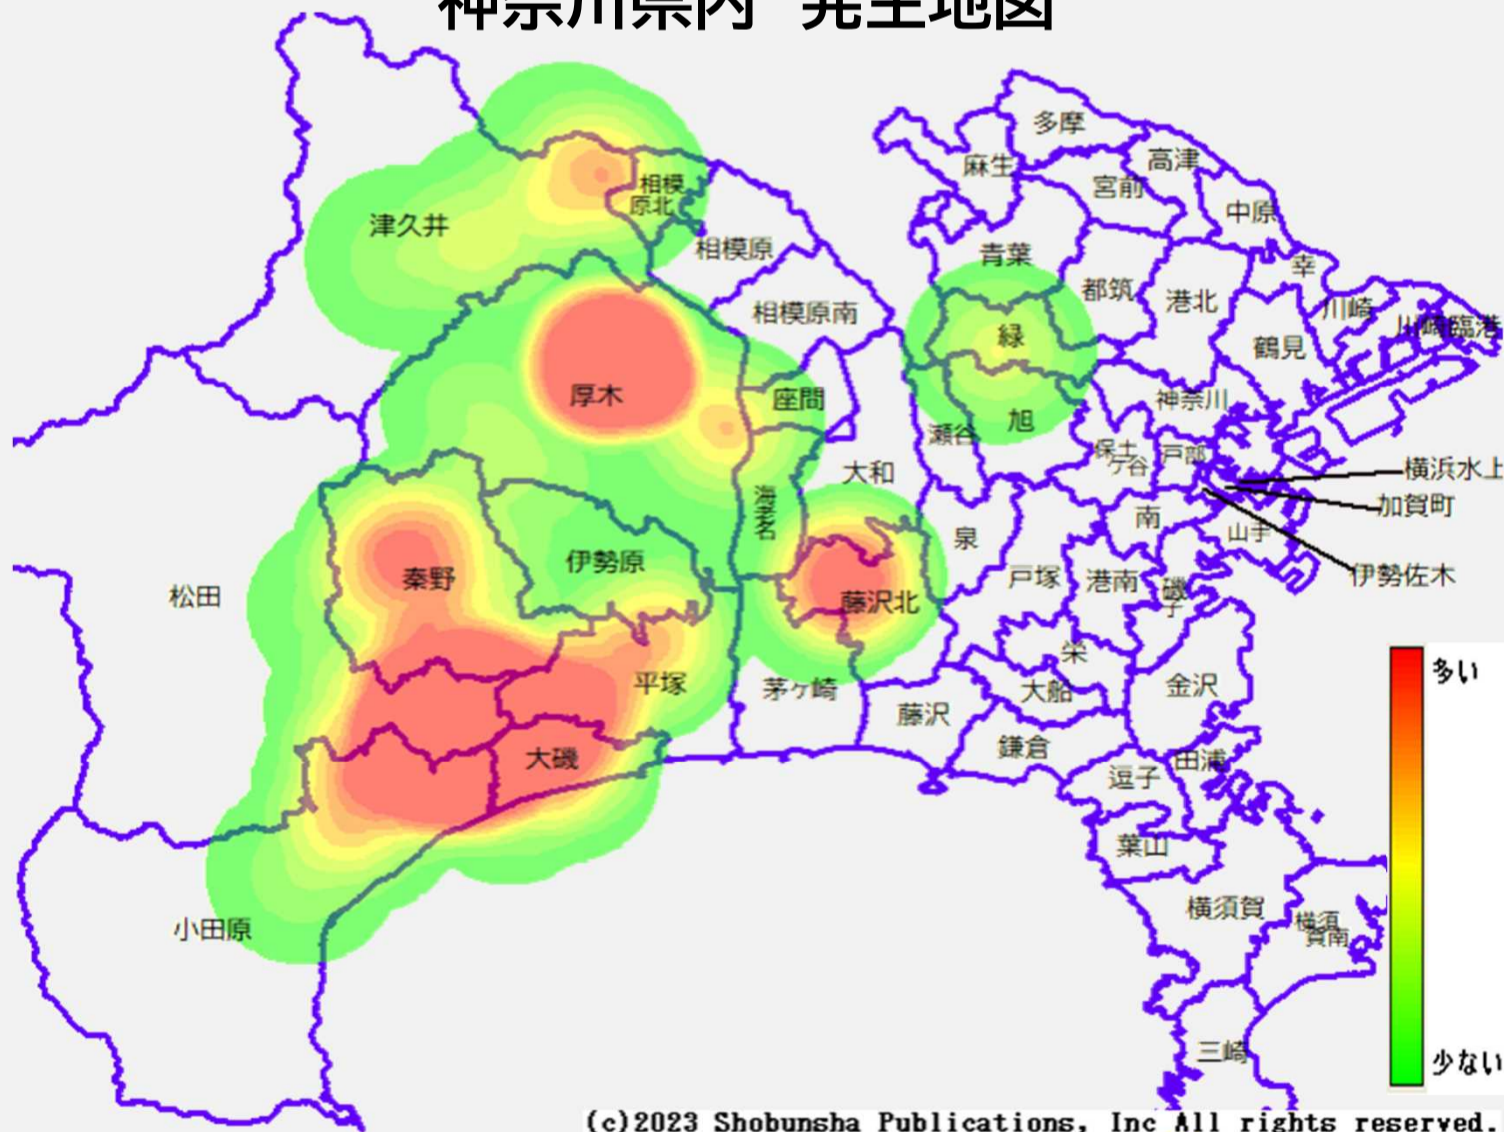 神奈川県内 発生地図
多摩
麻生
高津
宮前
中原
相模
原北
津久井
相模原
青葉
幸
都筑
港北
相模原南
川崎
川崎臨港
緑
鶴見
厚木
座間
神奈川
旭
瀬谷
保土
ケ谷
戸部
大和
横浜水上
海老名
加賀町
南
山手
泉
伊勢原
秦野
戸塚
港南
磯子
伊勢佐木
松田
藤沢北
栄
多い
平塚
茅ヶ崎
大船
金沢
藤沢
鎌倉
大磯
田浦
逗子
葉山
横須賀
横須
賀南
小田原
三崎
少ない
(c)2023 Shobunsha Publications, Inc All rights reserved.